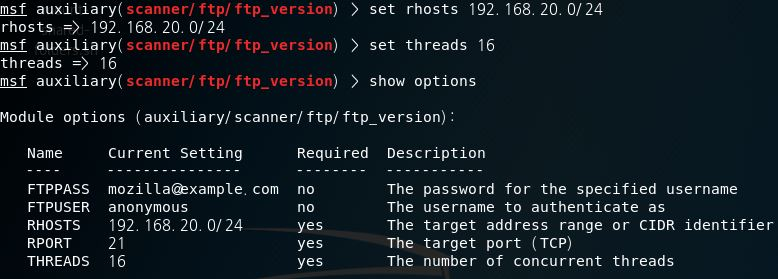 msf auxiliary(scanner/ftp/ftp_version) > set rhosts 192.168.20.0/24
rhosts => 192.168.20.0/24
msf auxiliary(scanner/ftp/ftp_version) > set threads 16
threads => 16
msf auxiliary(scanner/ftp/ftp_version) > show options
Module options (auxiliary/scanner/ftp/ftp_version):
Name Current Setting Required Description
---- --------------- -------- -----------
FTPPASS mozilla@example.com no The password for the specified username
FTPUSER anonymous no The username to authenticate as
RHOSTS 192.168.20.0/24 yes The target address range or CIDR identifier
RPORT 21 yes The target port (TCP)
THREADS 16 yes The number of concurrent threads